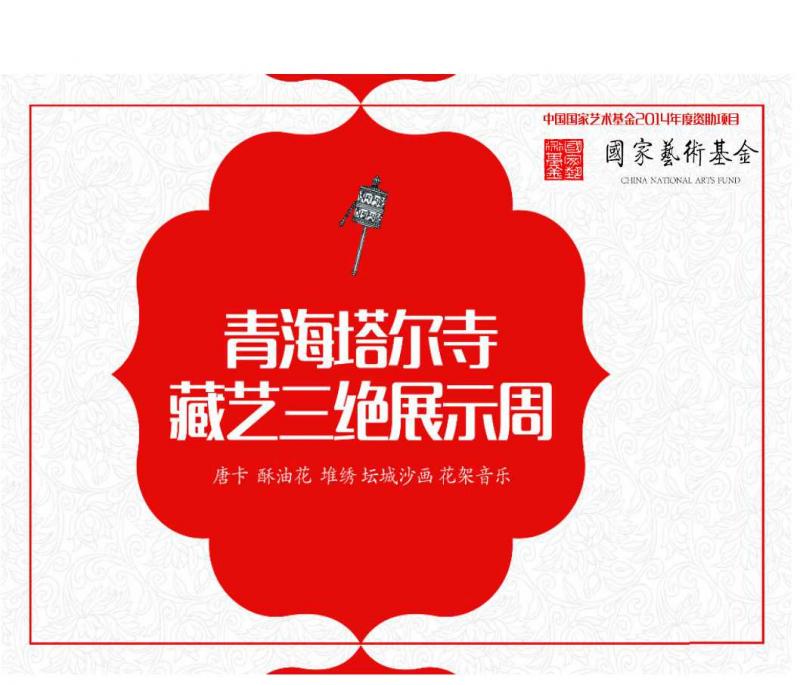 中国国家艺术基金2014年度资助项目
國家藝術基金
CHINA NATIONAL ARTS FUND
青海塔尔寺
藏艺三绝展示周
唐卡 酥油花 堆绣 坛城沙画 花架音乐